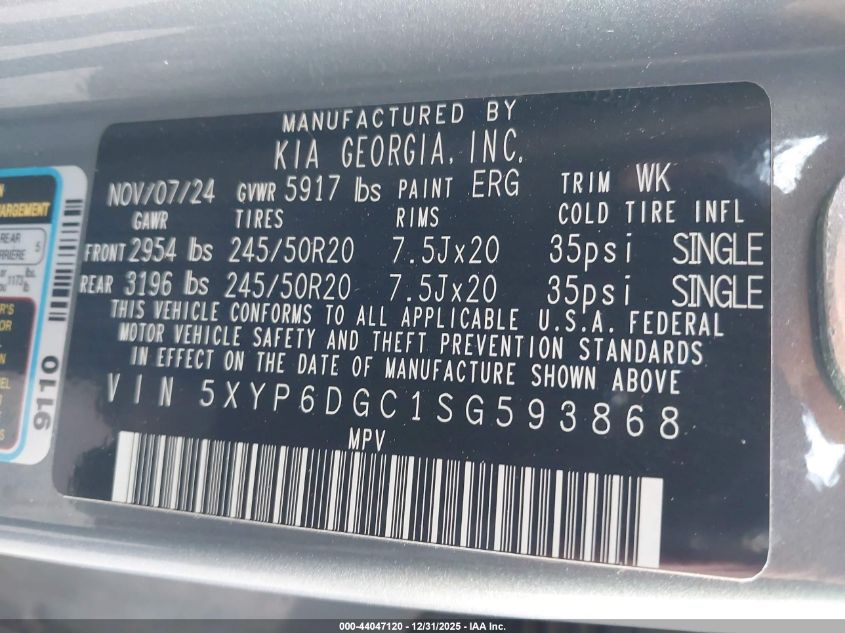 MANUFACTURED BY
KIA GEORGIA, INC.
NOV/07/24 GVWR 5917 lbs PAINT ERG TRIM WK
GAWR TIRES RIMS COLD TIRE INFL
FRONT 2954 lbs 245/50R20 7.5Jx20 35psi SINGLE
REAR 3196 lbs 245/50R20 7.5Jx20 35psi SINGLE
THIS VEHICLE CONFORMS TO ALL APPLICABLE U.S.A. FEDERAL
MOTOR VEHICLE SAFETY AND THEFT PREVENTION STANDARDS
IN EFFECT ON THE DATE OF MANUFACTURE SHOWN ABOVE
VIN 5XYP6DGC1SG593868
MPV
REAR 5
9110
000-44047120 - 12/31/2025 - IAA Inc.